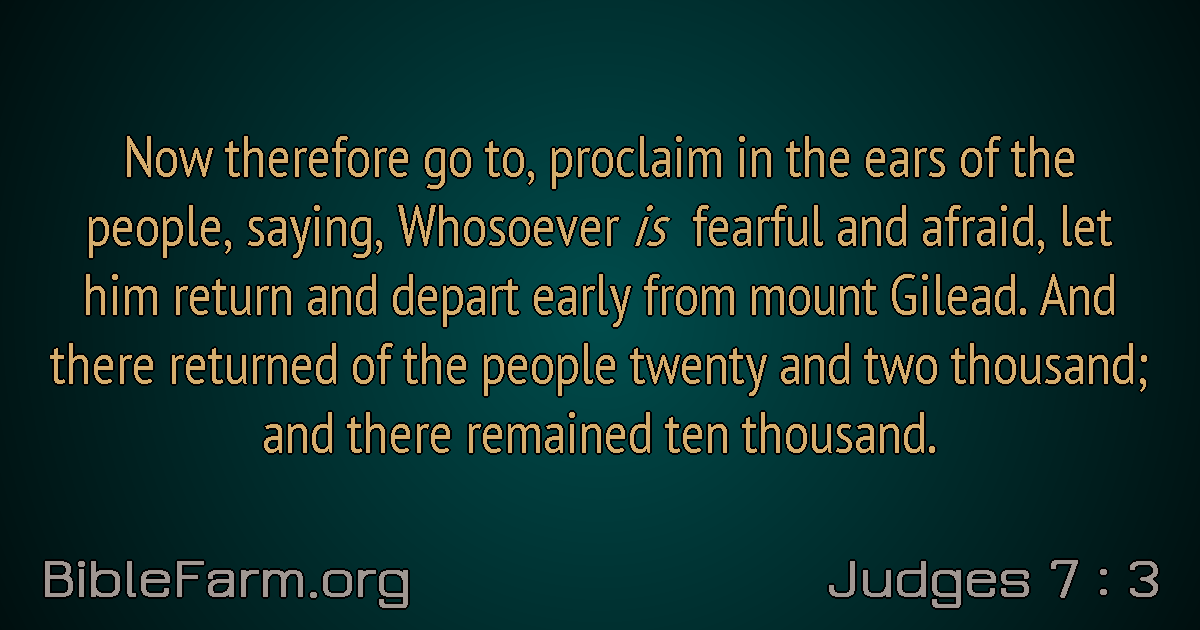 Now therefore go to, proclaim in the ears of the
people, saying, Whosoever is fearful and afraid, let
him return and depart early from mount Gilead. And
there returned of the people twenty and two thousand;
and there remained ten thousand.
BibleFarm.org
Judges 7 : 3